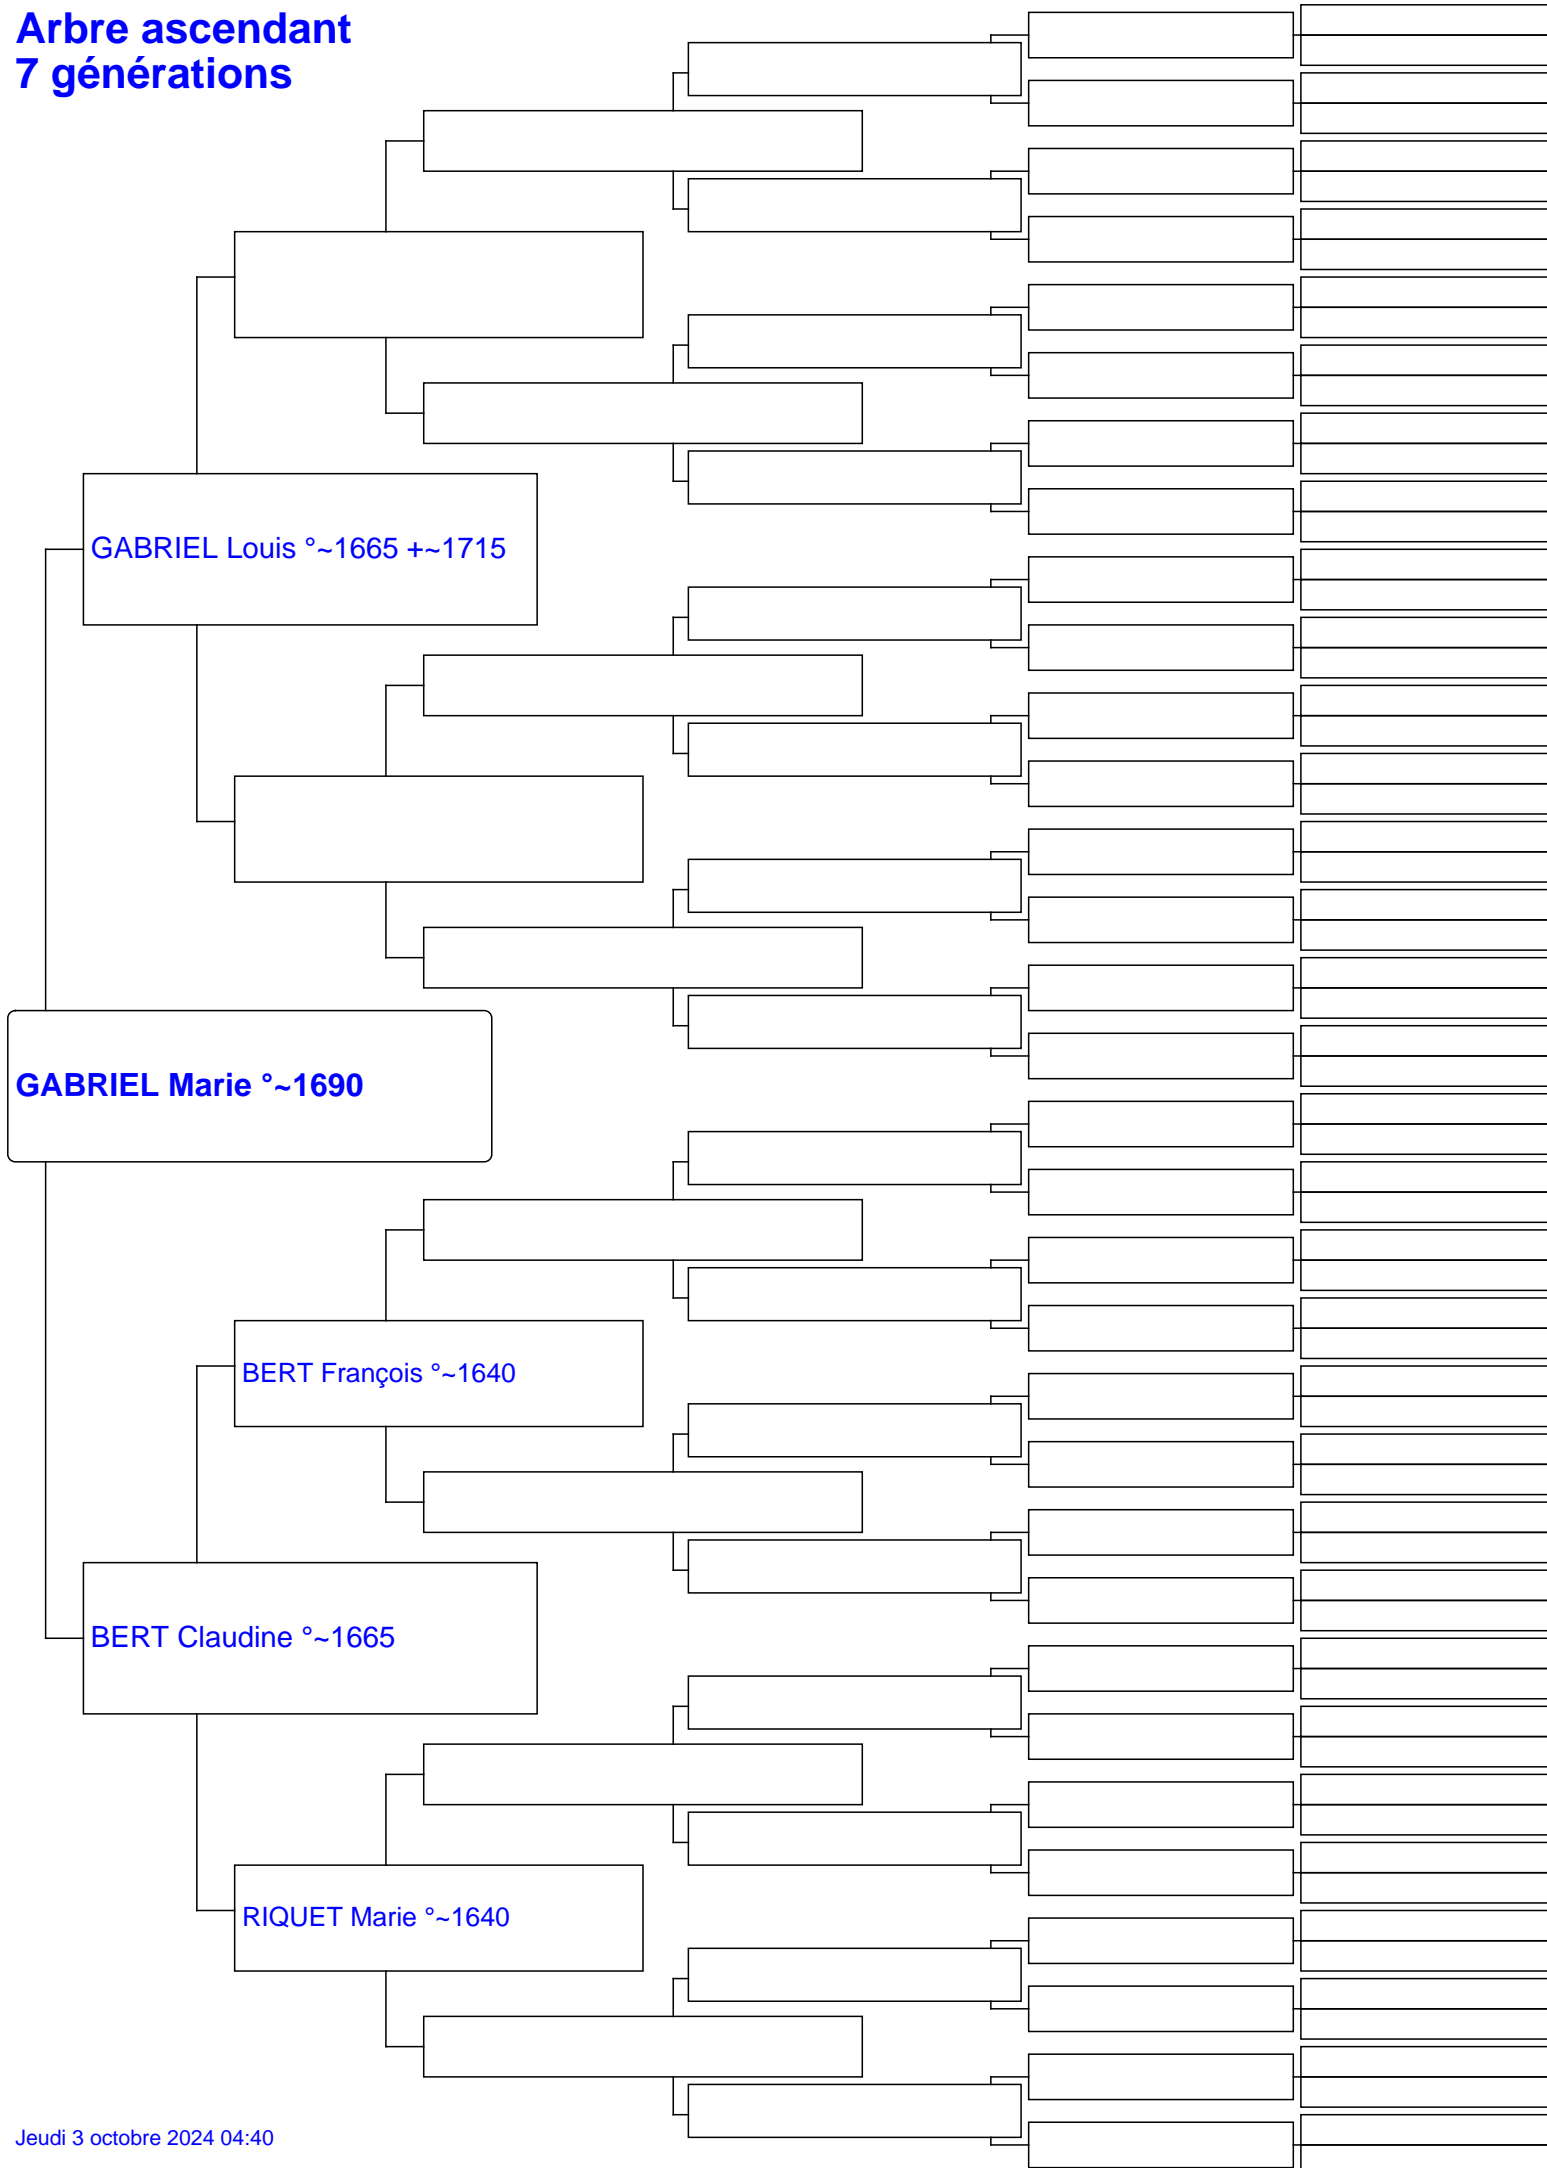 Arbre ascendant
7 générations
GABRIEL Louis °~1665 +~1715
GABRIEL Marie °~1690
BERT François °~1640
BERT Claudine °~1665
RIQUET Marie °~1640
Jeudi 3 octobre 2024 04:40